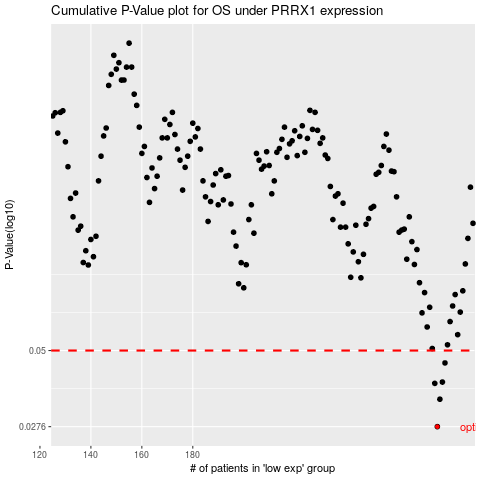 Cumulative P-Value plot for OS under PRRX1 expression
P-Value(log10)
0.05
0.0276
opt
120 140 160 180
# of patients in 'low exp' group